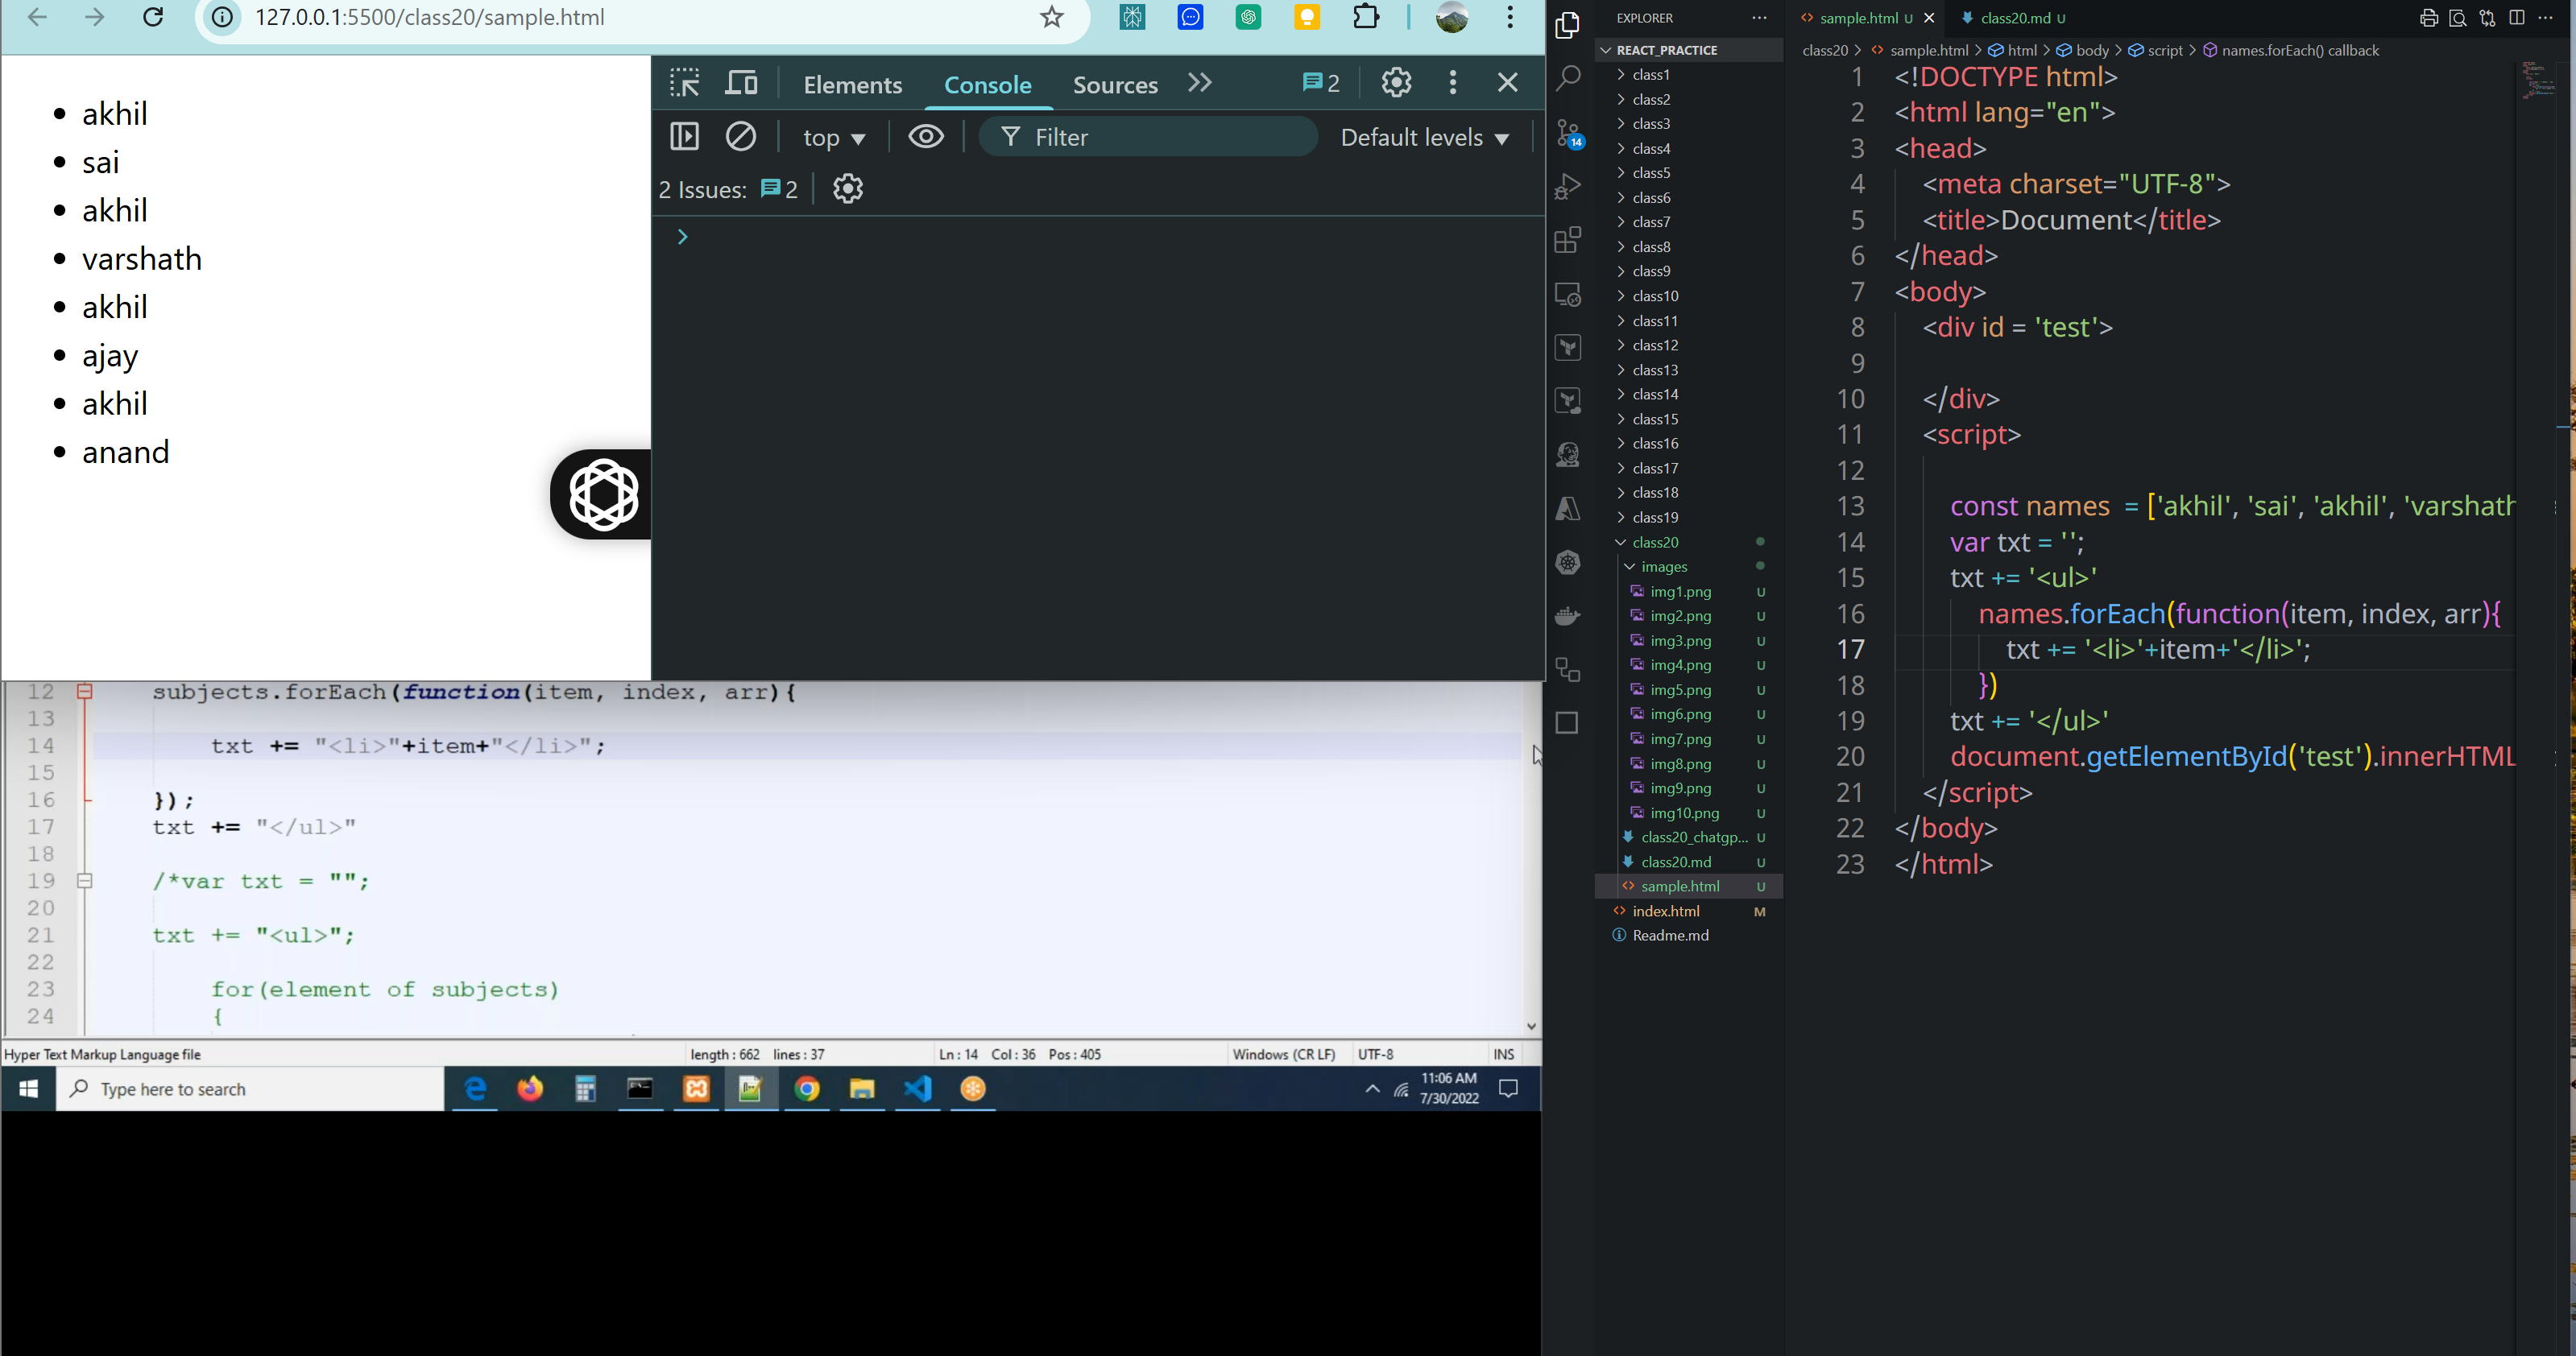 127.0.0.1:5500/class20/sample.html
akhil
sai
akhil
varshath
akhil
ajay
akhil
anand
Elements
Console
Sources
2
top
Filter
Default levels
2 Issues:
2
12 subjects.forEach(function(item, index, arr){
13
14 txt += "<li>"+item+"</li>";
15
16 });
17 txt += "</ul>"
18
19 /*var txt = "";
20
21 txt += "<ul>";
22
23 for(element of subjects)
24 {
Hyper Text Markup Language file
length : 662 lines : 37
Ln : 14 Col : 36 Pos : 405
Windows (CR LF)
UTF-8
INS
Type here to search
11:06 AM
7/30/2022
14
EXPLORER
REACT_PRACTICE
class1
class2
class3
class4
class5
class6
class7
class8
class9
class10
class11
class12
class13
class14
class15
class16
class17
class18
class19
class20
images
img1.png U
img2.png U
img3.png U
img4.png U
img5.png U
img6.png U
img7.png U
img8.png U
img9.png U
img10.png U
class20_chatgp... U
class20.md U
sample.html U
index.html M
Readme.md
sample.html U
class20.md U
class20 > sample.html > html > body > script > names.forEach() callback
1 <!DOCTYPE html>
2 <html lang="en">
3 <head>
4 <meta charset="UTF-8">
5 <title>Document</title>
6 </head>
7 <body>
8 <div id = 'test'>
9
10 </div>
11 <script>
12
13 const names = ['akhil', 'sai', 'akhil', 'varshath
14 var txt = '';
15 txt += '<ul>'
16 names.forEach(function(item, index, arr){
17 txt += '<li>'+item+'</li>';
18 })
19 txt += '</ul>'
20 document.getElementById('test').innerHTML
21 </script>
22 </body>
23 </html>